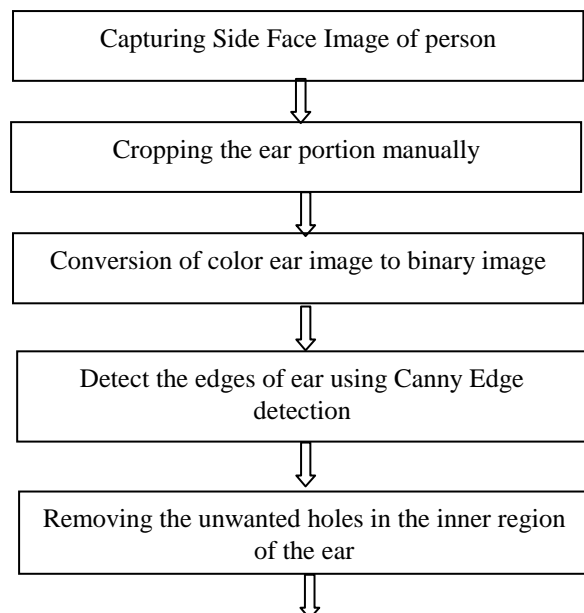 Capturing Side Face Image of person
Cropping the ear portion manually
Conversion of color ear image to binary image
Detect the edges of ear using Canny Edge
detection
Removing the unwanted holes in the inner region
of the ear